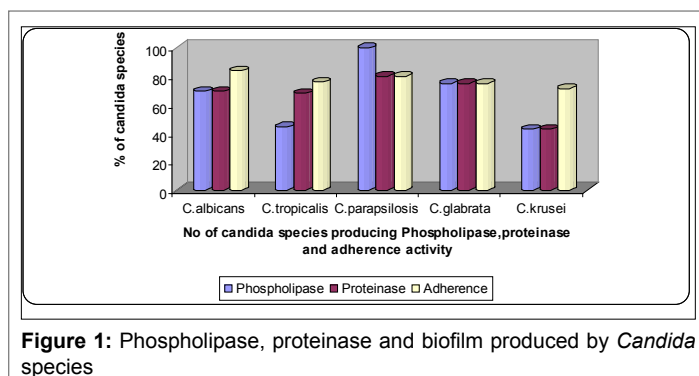 % of candida species
100
80
60
40
20
0
C.albicans C.tropicalis C.parapsilosis C.glabrata C.krusei
No of candida species producing Phospholipase,proteinase
and adherence activity
Phospholipase Proteinase Adherence
Figure 1: Phospholipase, proteinase and biofilm produced by Candida
species